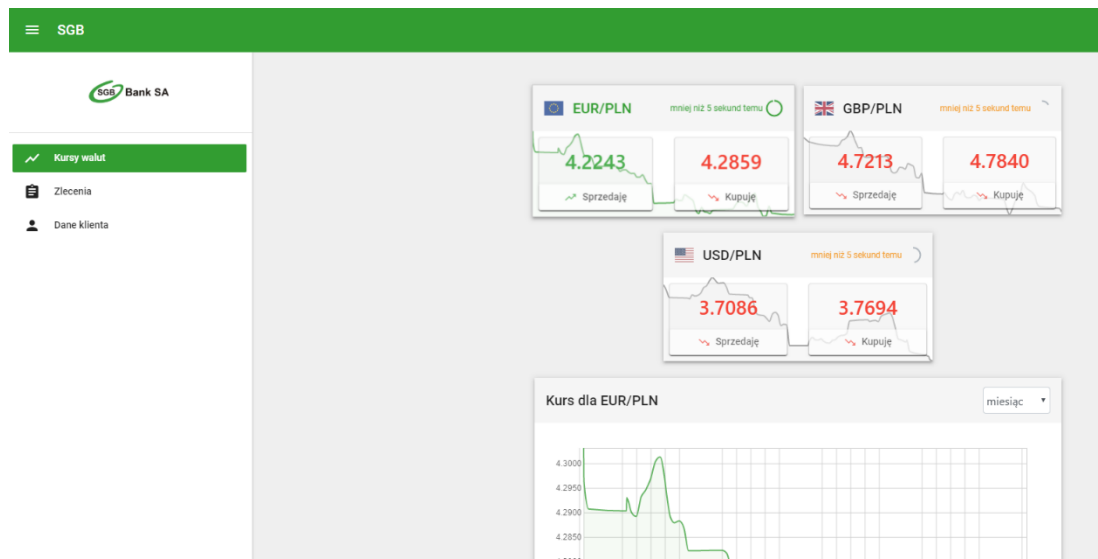 SGB
SGB Bank SA
Kursy walut
Zlecenia
Dane klienta
EUR/PLN mniej niż 5 sekund temu
4.2243 4.2859
Sprzedaję Kupuję
GBP/PLN mniej niż 5 sekund temu
4.7213 4.7840
Sprzedaję Kupuję
USD/PLN mniej niż 5 sekund temu
3.7086 3.7694
Sprzedaję Kupuję
Kurs dla EUR/PLN miesiąc
4.3000
4.2950
4.2900
4.2850